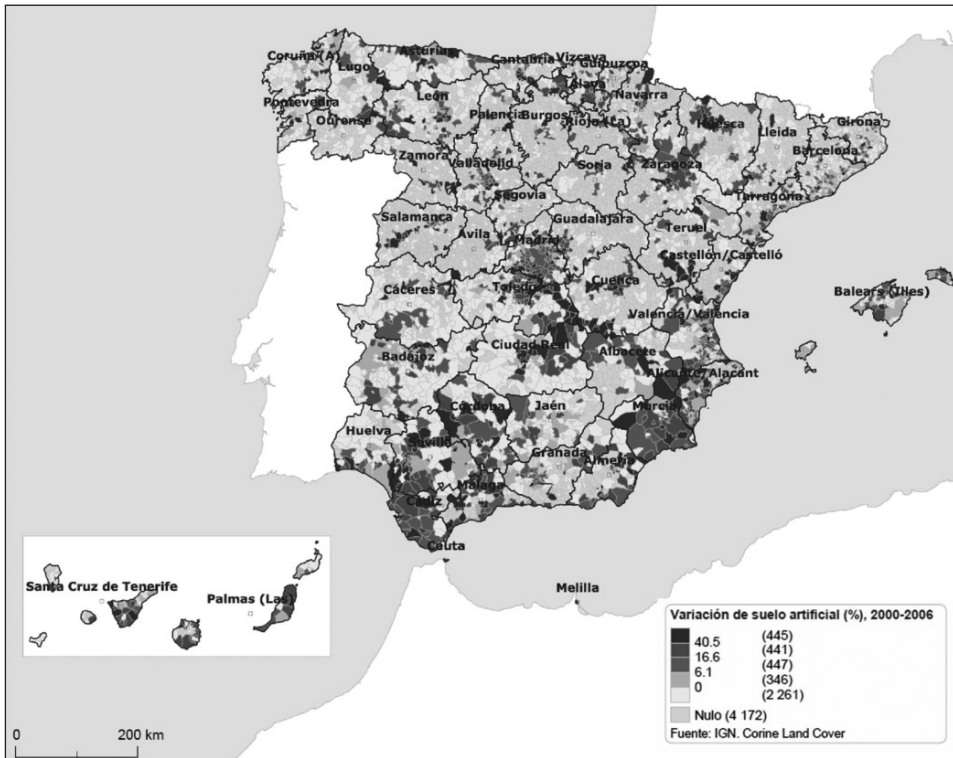 Coruña (A)
Lugo
Asturias
Cantabria
Vizcaya
Guipuzcoa
Alava
Navarra
Pontevedra
Ourense
León
Palencia
Burgos
Rioja (La)
Huesca
Lleida
Girona
Barcelona
Zamora
Valladolid
Soria
Zaragoza
Tarragona
Segovia
Salamanca
Avila
Madrid
Guadalajara
Teruel
Castellón/Castelló
Cáceres
Toledo
Cuenca
Valencia/València
Balears (Illes)
Badajoz
Ciudad Real
Albacete
Alicante/Alacant
Huelva
Sevilla
Córdoba
Jaén
Murcia
Granada
Almería
Málaga
Cádiz
Ceuta
Melilla
Santa Cruz de Tenerife
Palmas (Las)
Variación de suelo artificial (%), 2000-2006
40.5 (445)
16.6 (441)
6.1 (447)
0 (346)
(2 261)
Nulo (4 172)
Fuente: IGN. Corine Land Cover
0 200 km